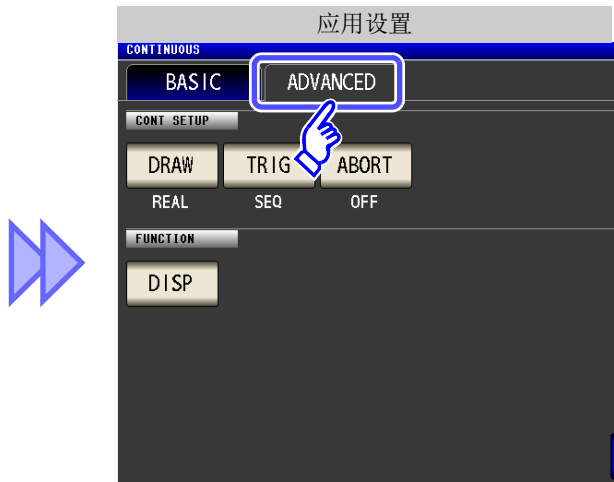 应用设置
CONTINUOUS
BASIC ADVANCED
CONT SETUP
DRAW TRIG ABORT
REAL SEQ OFF
FUNCTION
DISP